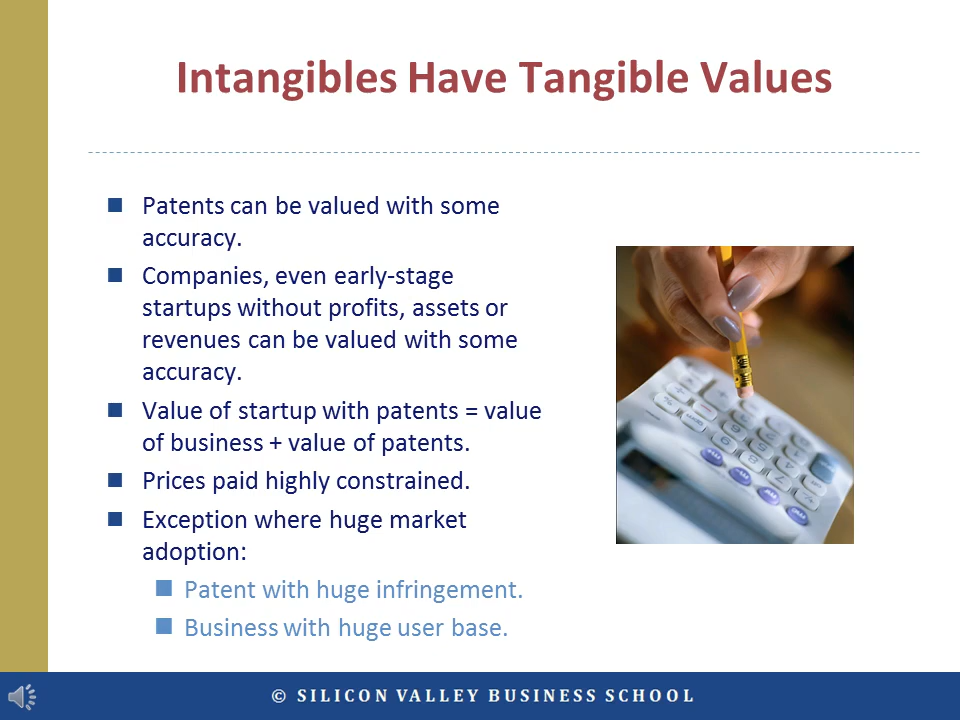 Intangibles Have Tangible Values
Patents can be valued with some
accuracy.
Companies, even early-stage
startups without profits, assets or
revenues can be valued with some
accuracy.
Value of startup with patents = value
of business + value of patents.
Prices paid highly constrained.
Exception where huge market
adoption:
Patent with huge infringement.
Business with huge user base.
© SILICON VALLEY BUSINESS SCHOOL